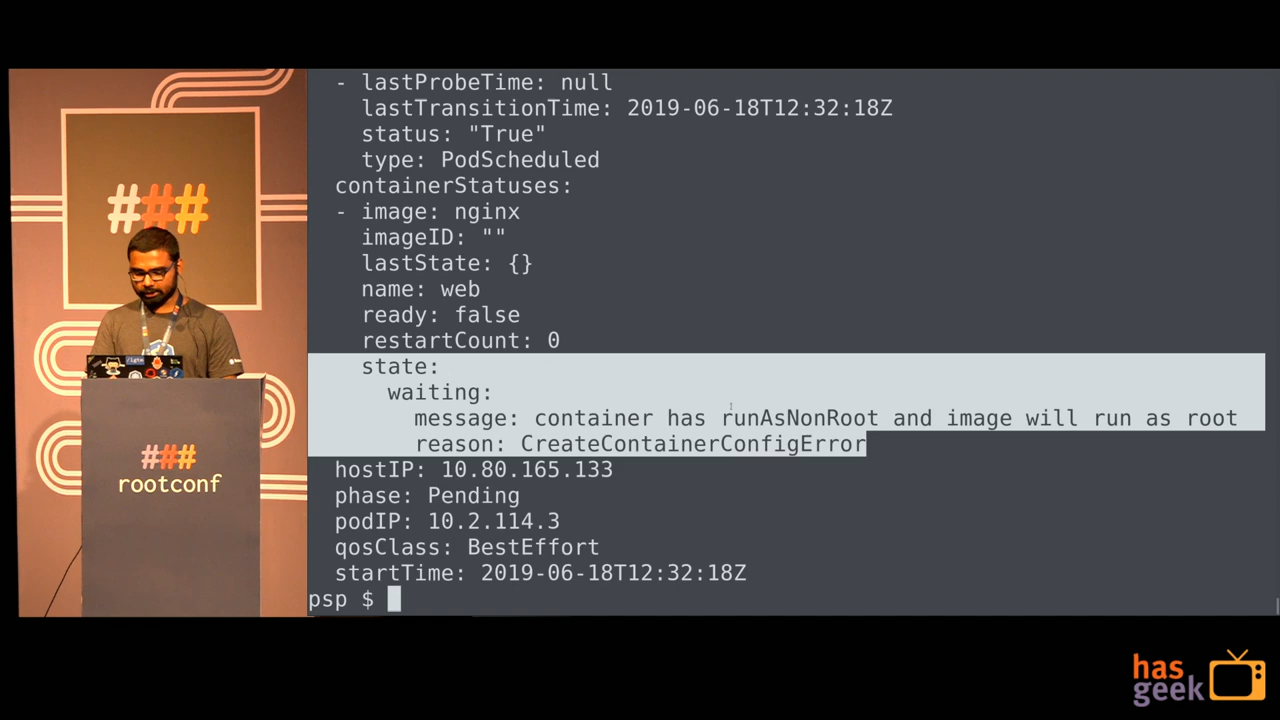 ###
###
rootconf
- lastProbeTime: null
lastTransitionTime: 2019-06-18T12:32:18Z
status: "True"
type: PodScheduled
containerStatuses:
- image: nginx
imageID: ""
lastState: {}
name: web
ready: false
restartCount: 0
state:
waiting:
message: container has runAsNonRoot and image will run as root
reason: CreateContainerConfigError
hostIP: 10.80.165.133
phase: Pending
podIP: 10.2.114.3
qosClass: BestEffort
startTime: 2019-06-18T12:32:18Z
psp $
has
geek